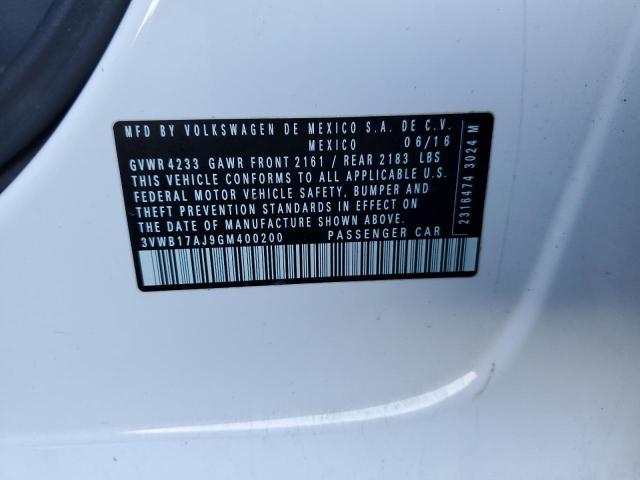 MFD BY VOLKSWAGEN DE MEXICO S.A. DE C.V.
MEXICO 06/16
GVWR 4233 GAWR FRONT 2161 / REAR 2183 LBS
THIS VEHICLE CONFORMS TO ALL APPLICABLE U.S.
FEDERAL MOTOR VEHICLE SAFETY, BUMPER AND
THEFT PREVENTION STANDARDS IN EFFECT ON
THE DATE OF MANUFACTURE SHOWN ABOVE.
3VWB17AJ9GM400200 PASSENGER CAR
2316474 3024 M